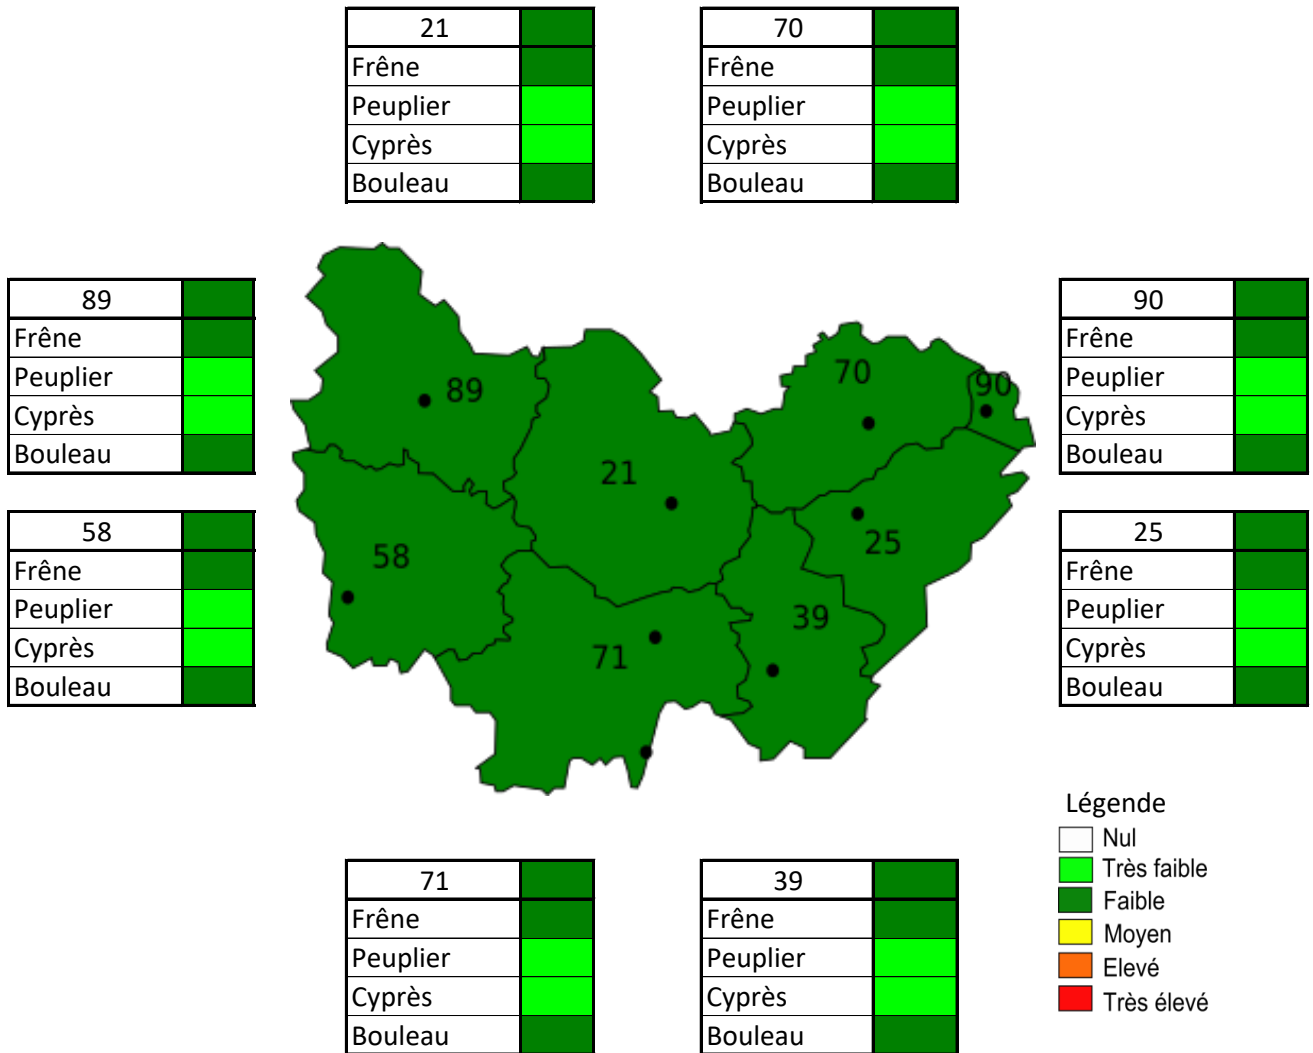 21
Frêne
Peuplier
Cyprès
Bouleau
70
Frêne
Peuplier
Cyprès
Bouleau
89
Frêne
Peuplier
Cyprès
Bouleau
58
Frêne
Peuplier
Cyprès
Bouleau
89
70
90
21
25
58
39
71
90
Frêne
Peuplier
Cyprès
Bouleau
25
Frêne
Peuplier
Cyprès
Bouleau
71
Frêne
Peuplier
Cyprès
Bouleau
39
Frêne
Peuplier
Cyprès
Bouleau
Légende
Nul
Très faible
Faible
Moyen
Elevé
Très élevé